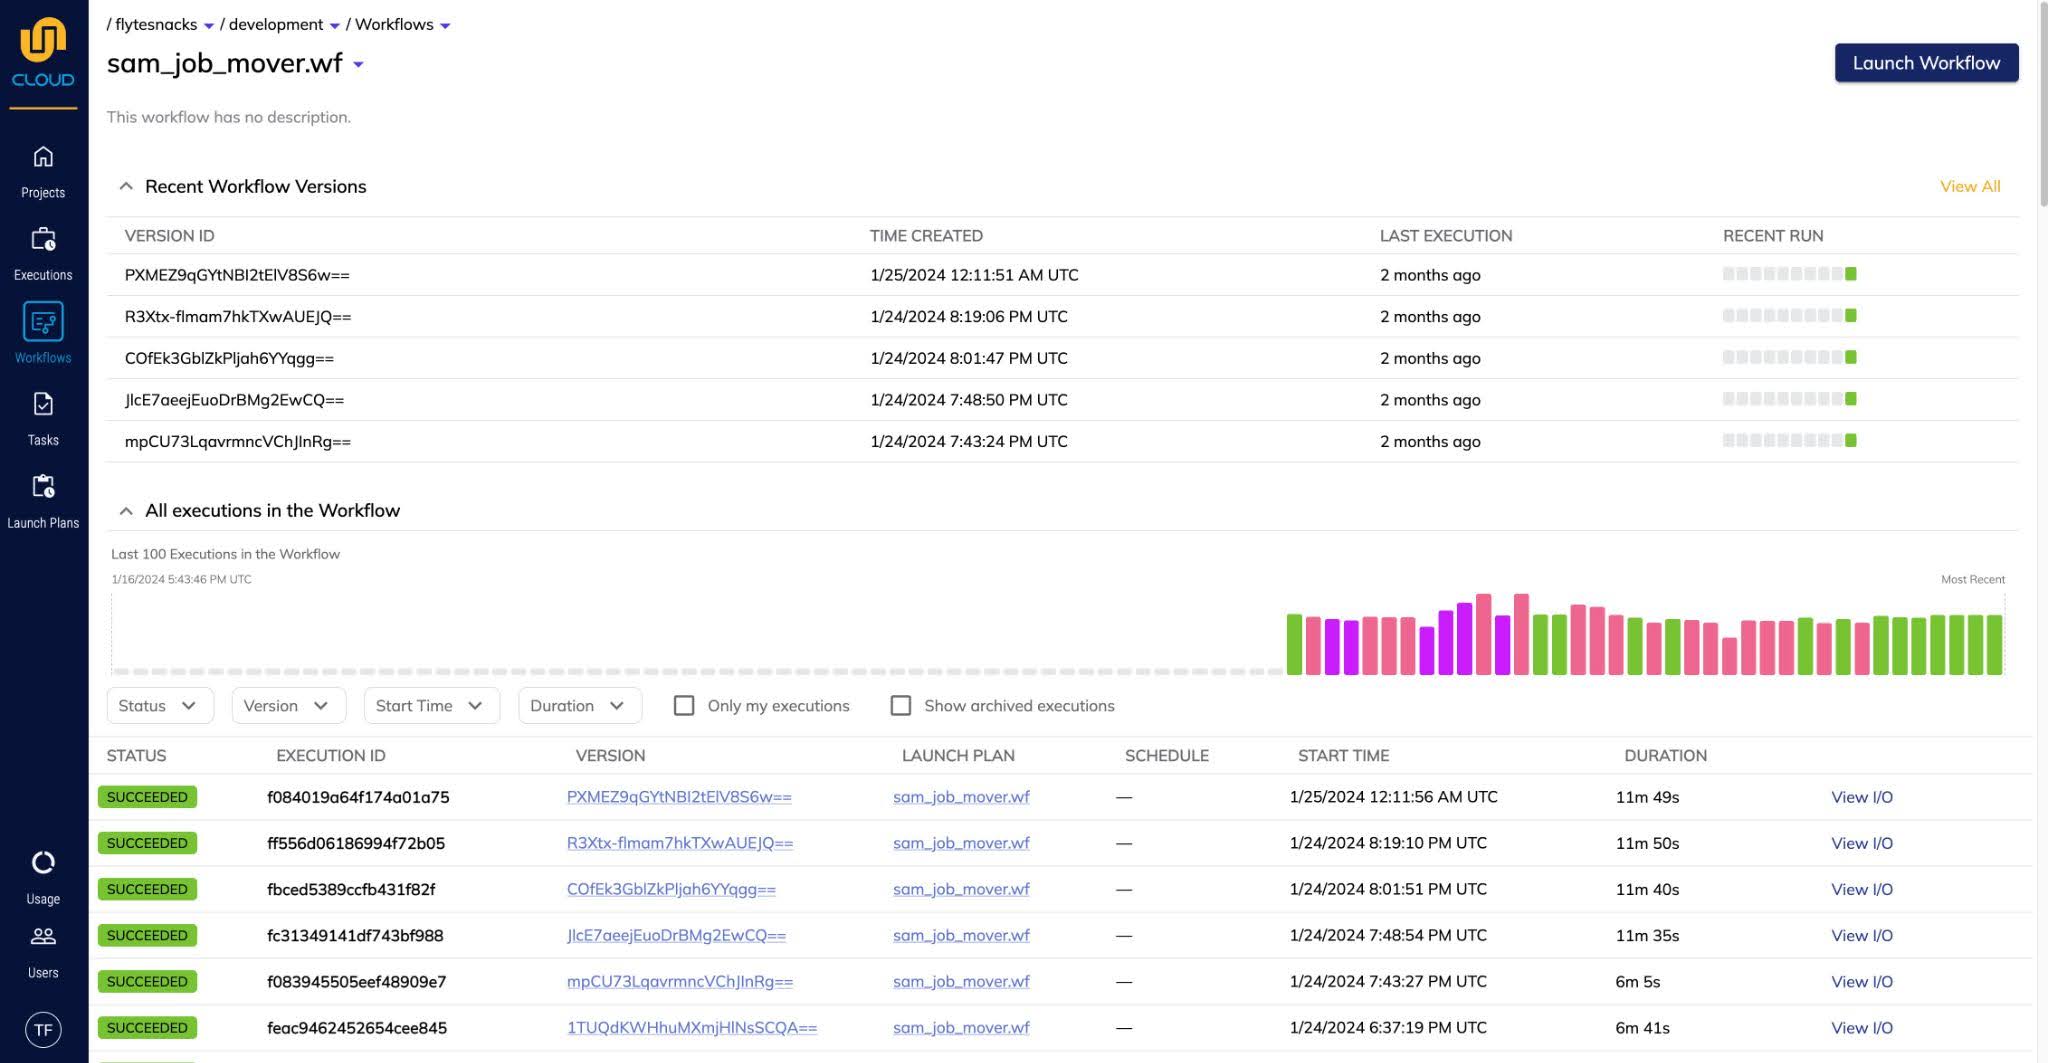 / flytesnacks / development / Workflows
CLOUD
sam_job_mover.wf
Launch Workflow
This workflow has no description.
Projects
Executions
Workflows
Tasks
Launch Plans
Usage
Users
TF
Recent Workflow Versions
View All
VERSION ID TIME CREATED LAST EXECUTION RECENT RUN
PXMEZ9qGYtNBI2tElV8S6w== 1/25/2024 12:11:51 AM UTC 2 months ago
R3Xtx-flmam7hkTXwAUEJQ== 1/24/2024 8:19:06 PM UTC 2 months ago
COfEk3GblZkPljah6YYqgg== 1/24/2024 8:01:47 PM UTC 2 months ago
JlcE7aeejEuoDrBMg2EwCQ== 1/24/2024 7:48:50 PM UTC 2 months ago
mpCU73LqavrmncVChJlnRg== 1/24/2024 7:43:24 PM UTC 2 months ago
All executions in the Workflow
Last 100 Executions in the Workflow
1/16/2024 5:43:46 PM UTC
Most Recent
Status Version Start Time Duration Only my executions Show archived executions
STATUS EXECUTION ID VERSION LAUNCH PLAN SCHEDULE START TIME DURATION
SUCCEEDED f084019a64f174a01a75 PXMEZ9qGYtNBI2tElV8S6w== sam_job_mover.wf — 1/25/2024 12:11:56 AM UTC 11m 49s View I/O
SUCCEEDED ff556d06186994f72b05 R3Xtx-flmam7hkTXwAUEJQ== sam_job_mover.wf — 1/24/2024 8:19:10 PM UTC 11m 50s View I/O
SUCCEEDED fbced5389ccfb431f82f COfEk3GblZkPljah6YYqgg== sam_job_mover.wf — 1/24/2024 8:01:51 PM UTC 11m 40s View I/O
SUCCEEDED fc31349141df743bf988 JlcE7aeejEuoDrBMg2EwCQ== sam_job_mover.wf — 1/24/2024 7:48:54 PM UTC 11m 35s View I/O
SUCCEEDED f083945505eef48909e7 mpCU73LqavrmncVChJlnRg== sam_job_mover.wf — 1/24/2024 7:43:27 PM UTC 6m 5s View I/O
SUCCEEDED feac9462452654cee845 1TUQdKWHhuMXmjHlNsSCQA== sam_job_mover.wf — 1/24/2024 6:37:19 PM UTC 6m 41s View I/O